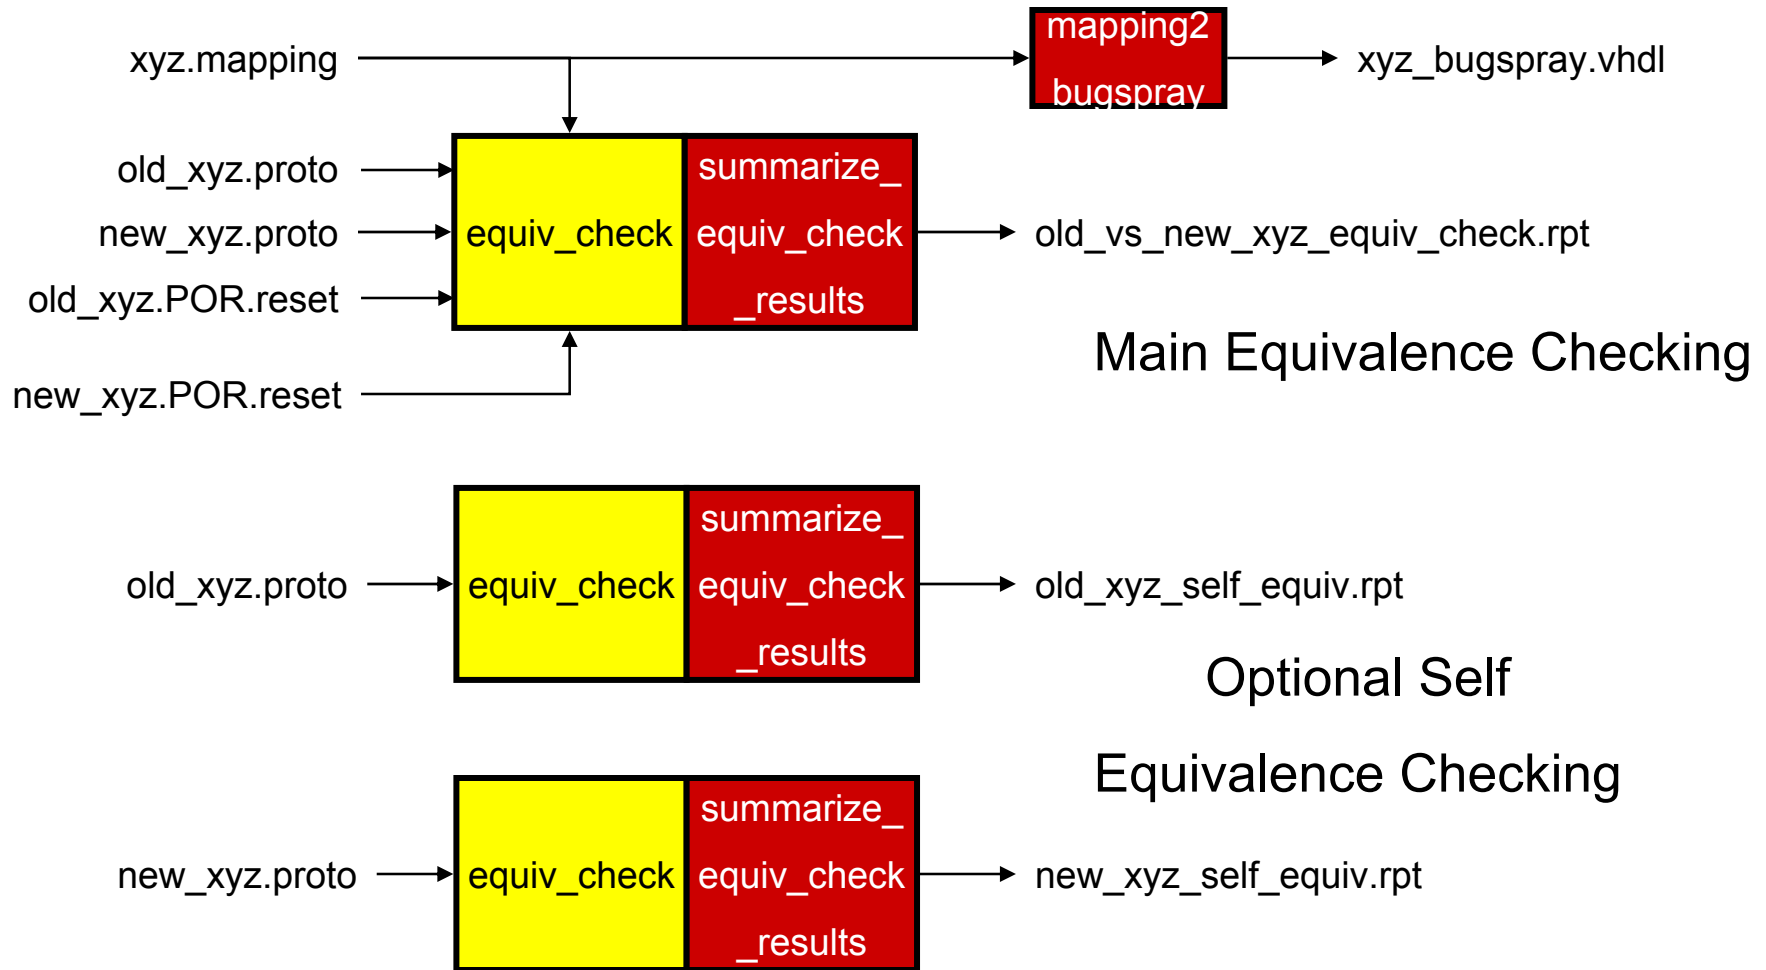 xyz.mapping
mapping2
bugspray
xyz_bugspray.vhdl
old_xyz.proto
new_xyz.proto
old_xyz.POR.reset
new_xyz.POR.reset
equiv_check
summarize_
equiv_check
_results
old_vs_new_xyz_equiv_check.rpt
Main Equivalence Checking
old_xyz.proto
equiv_check
summarize_
equiv_check
_results
old_xyz_self_equiv.rpt
Optional Self
Equivalence Checking
new_xyz.proto
equiv_check
summarize_
equiv_check
_results
new_xyz_self_equiv.rpt